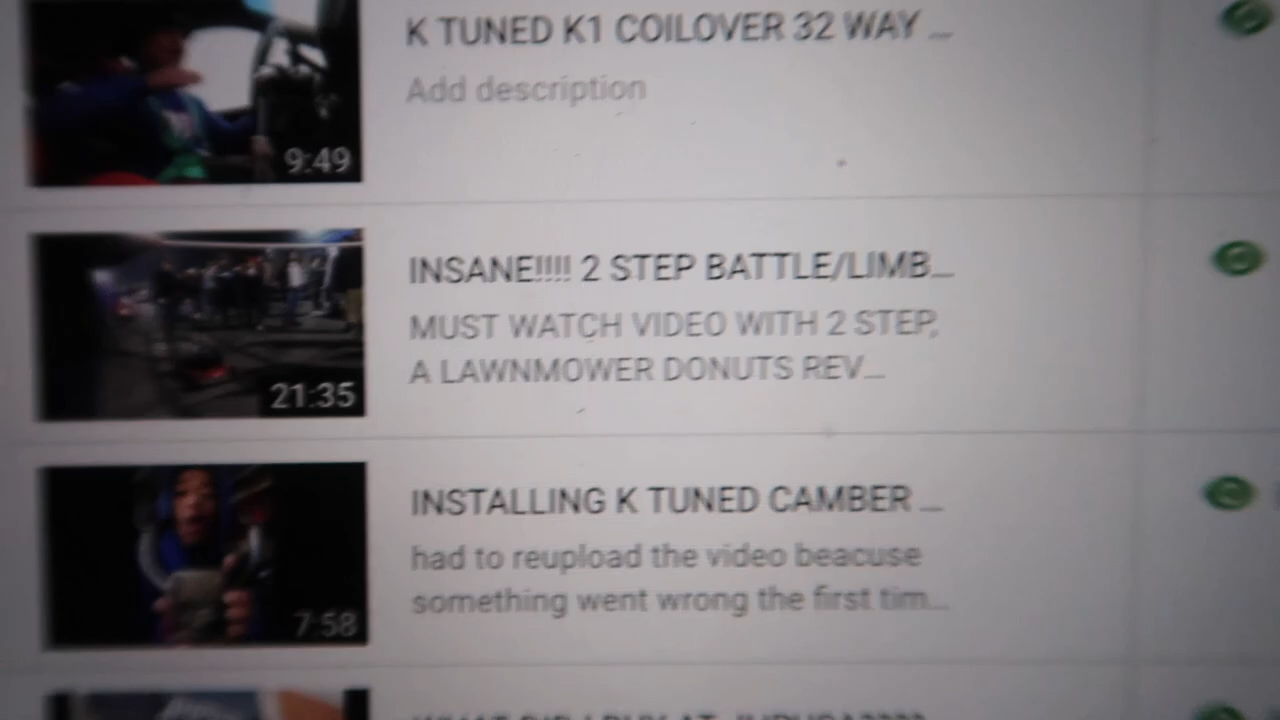 K TUNED K1 COILOVER 32 WAY ...
Add description
9:49
INSANE!!!! 2 STEP BATTLE/LIMB...
MUST WATCH VIDEO WITH 2 STEP,
A LAWNMOWER DONUTS REV...
21:35
INSTALLING K TUNED CAMBER ...
had to reupload the video beacuse
something went wrong the first tim...
7:58